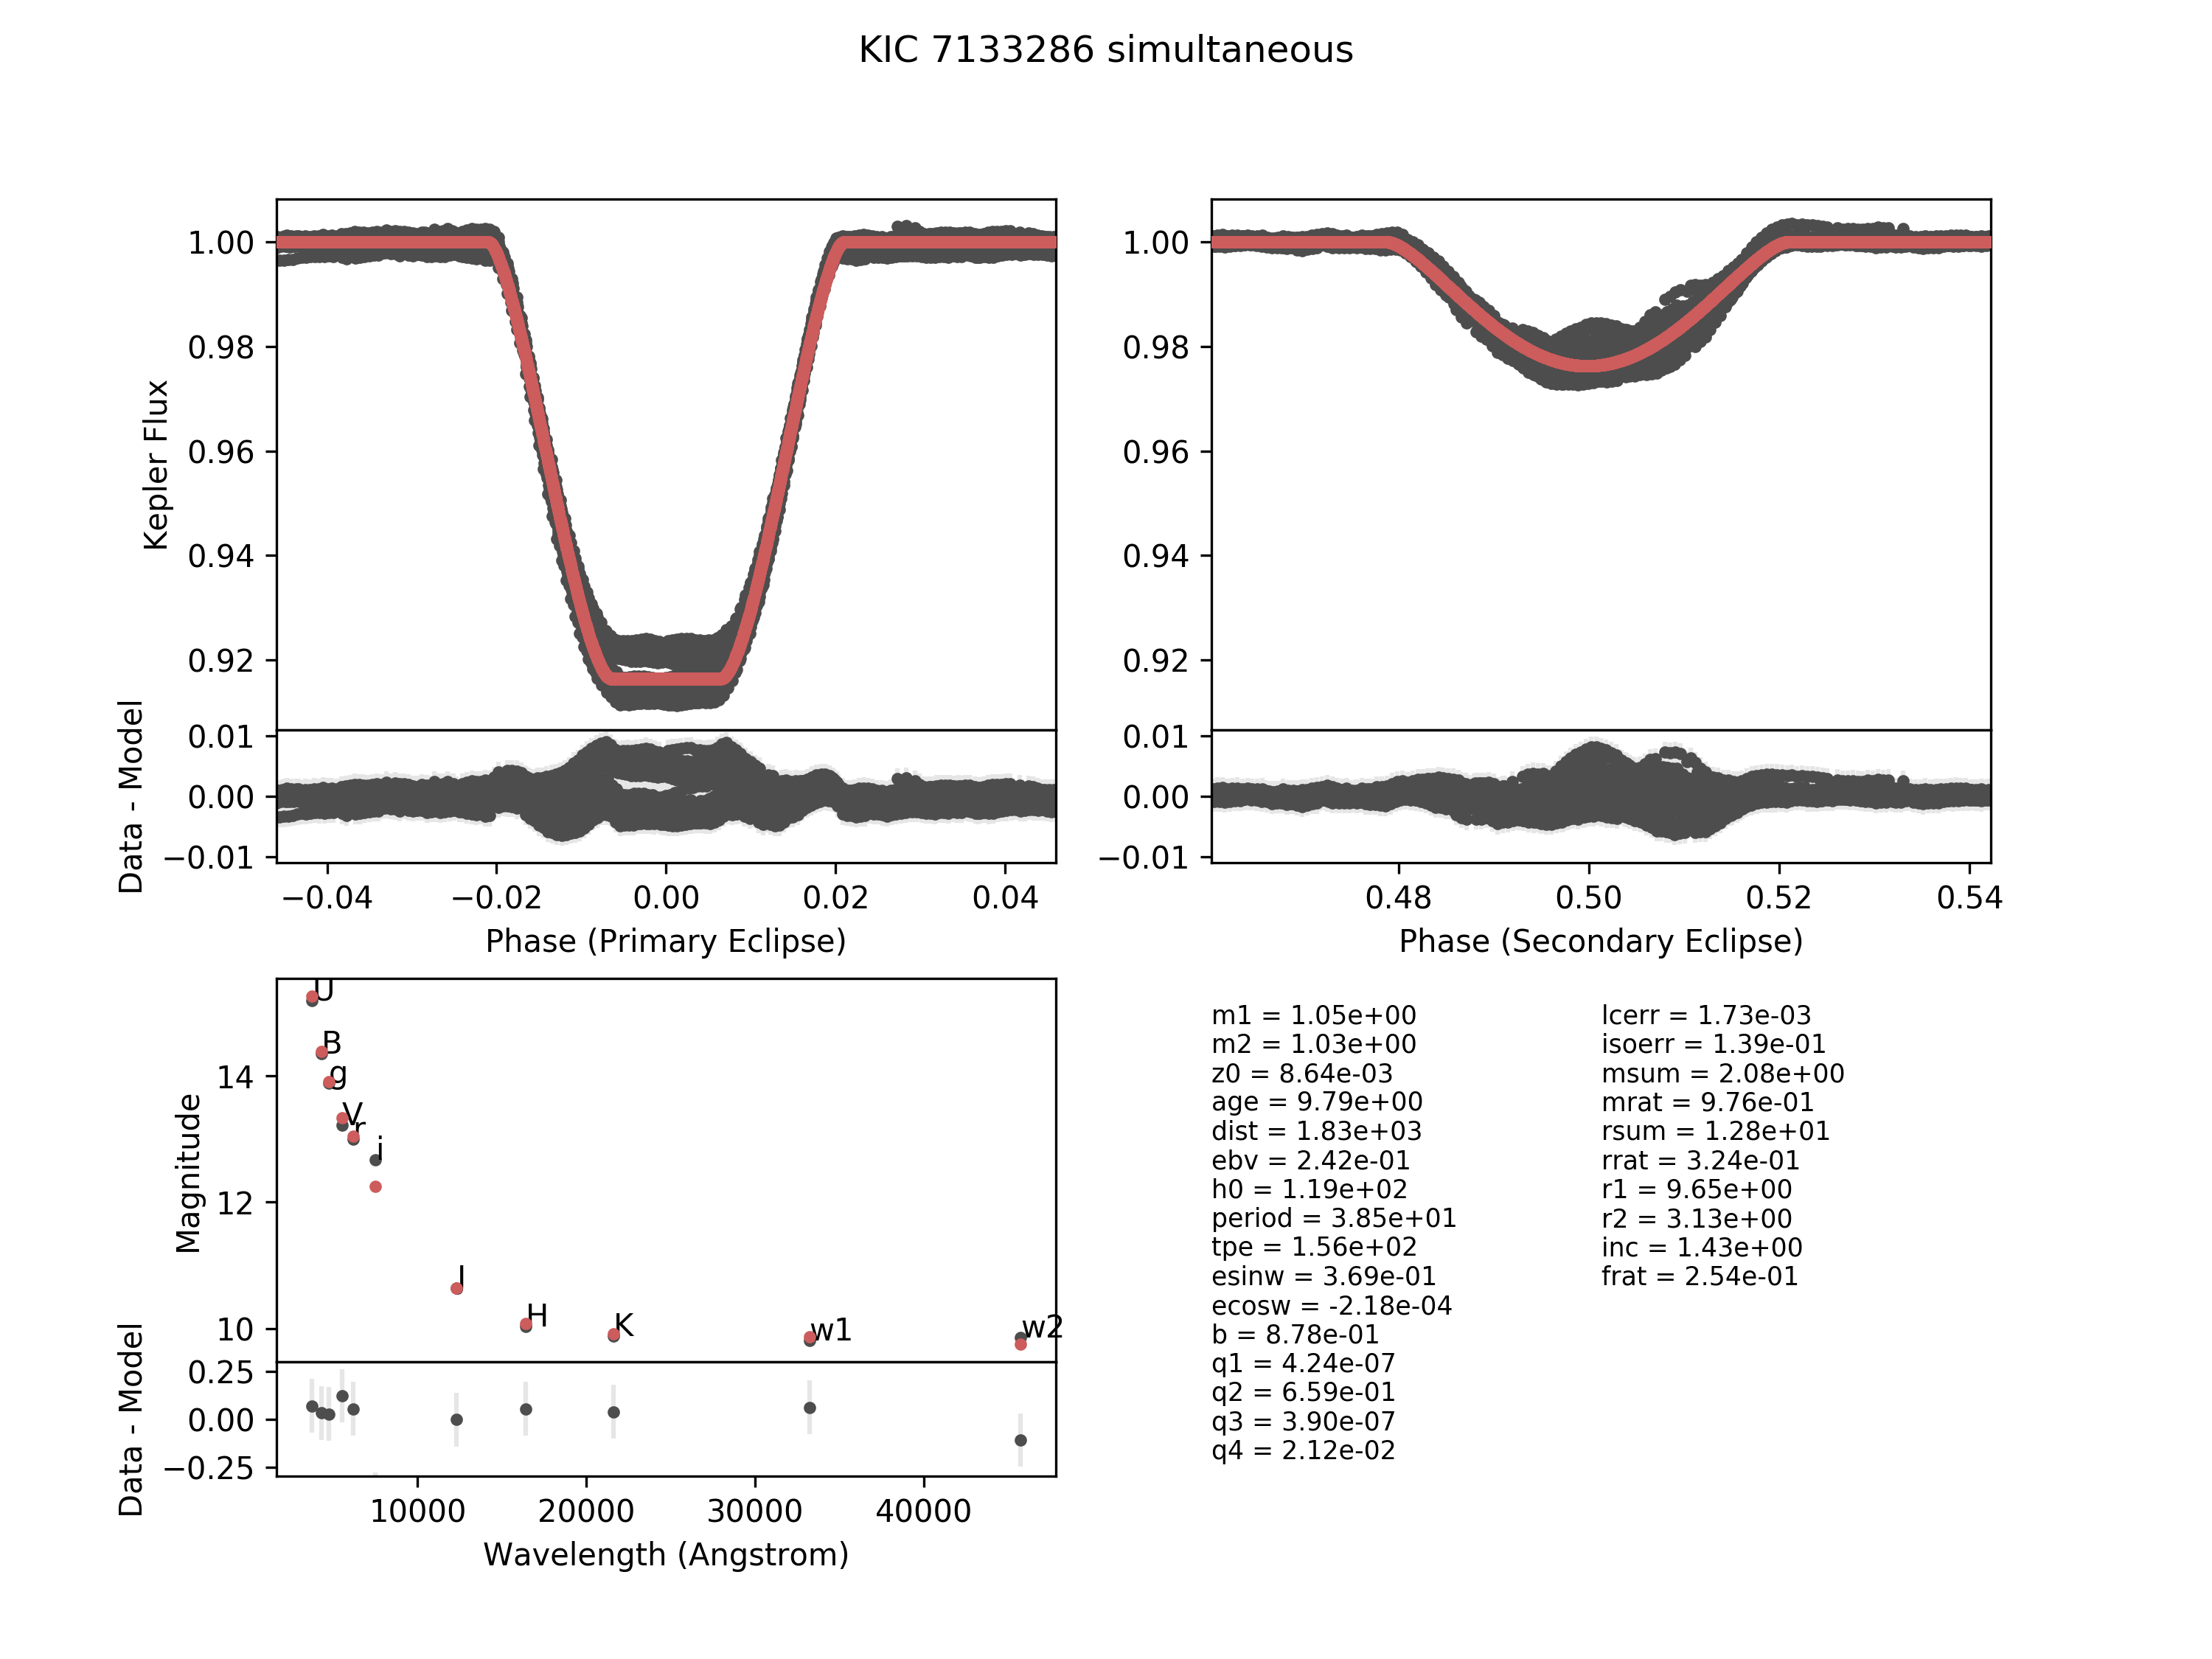 KIC 7133286 simultaneous
Kepler Flux
1.00
0.98
0.96
0.94
0.92
1.00
0.98
0.96
0.94
0.92
Data - Model
0.01
0.00
−0.01
0.01
0.00
−0.01
−0.04 −0.02 0.00 0.02 0.04
0.48 0.50 0.52 0.54
Phase (Primary Eclipse)
Phase (Secondary Eclipse)
Magnitude
14
12
10
U
B
g
V
r
i
J
H
K
w1
w2
Data - Model
0.25
0.00
−0.25
10000 20000 30000 40000
Wavelength (Angstrom)
m1 = 1.05e+00
m2 = 1.03e+00
z0 = 8.64e-03
age = 9.79e+00
dist = 1.83e+03
ebv = 2.42e-01
h0 = 1.19e+02
period = 3.85e+01
tpe = 1.56e+02
esinw = 3.69e-01
ecosw = -2.18e-04
b = 8.78e-01
q1 = 4.24e-07
q2 = 6.59e-01
q3 = 3.90e-07
q4 = 2.12e-02
lcerr = 1.73e-03
isoerr = 1.39e-01
msum = 2.08e+00
mrat = 9.76e-01
rsum = 1.28e+01
rrat = 3.24e-01
r1 = 9.65e+00
r2 = 3.13e+00
inc = 1.43e+00
frat = 2.54e-01